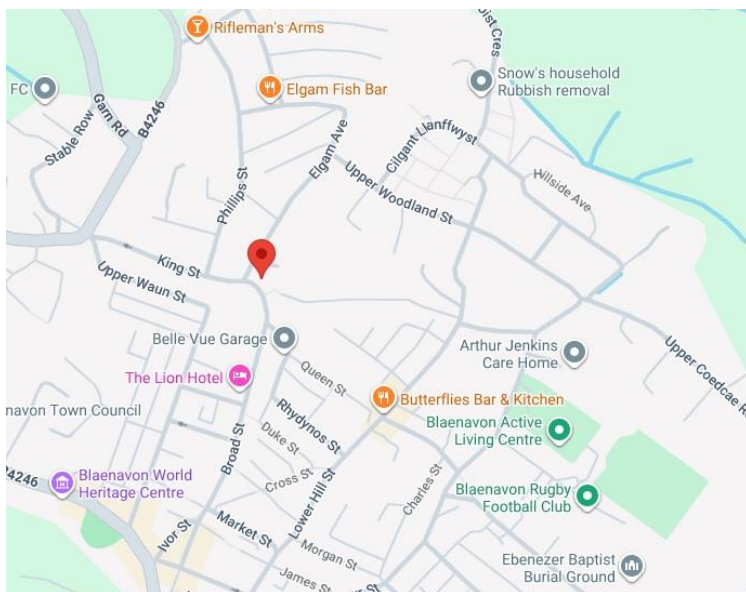 Rifleman's Arms
oist Cres
FC
Elgam Fish Bar
Snow's household
Rubbish removal
Garn Rd
B4246
Stable Row
Elgam Ave
Cilgant Llanffwyst
Hillside Ave
Phillips St
Upper Woodland St
King St
Upper Waun St
Belle Vue Garage
Arthur Jenkins
Care Home
Upper Coedcae R
The Lion Hotel
Queen St
Butterflies Bar & Kitchen
navon Town Council
Rhydynos St
Blaenavon Active
Living Centre
Duke St
Broad St
B4246
Blaenavon World
Heritage Centre
Cross St
Lower Hill St
Charles St
Blaenavon Rugby
Football Club
Ivor St
Market St
Morgan St
Ebenezer Baptist
Burial Ground
James St